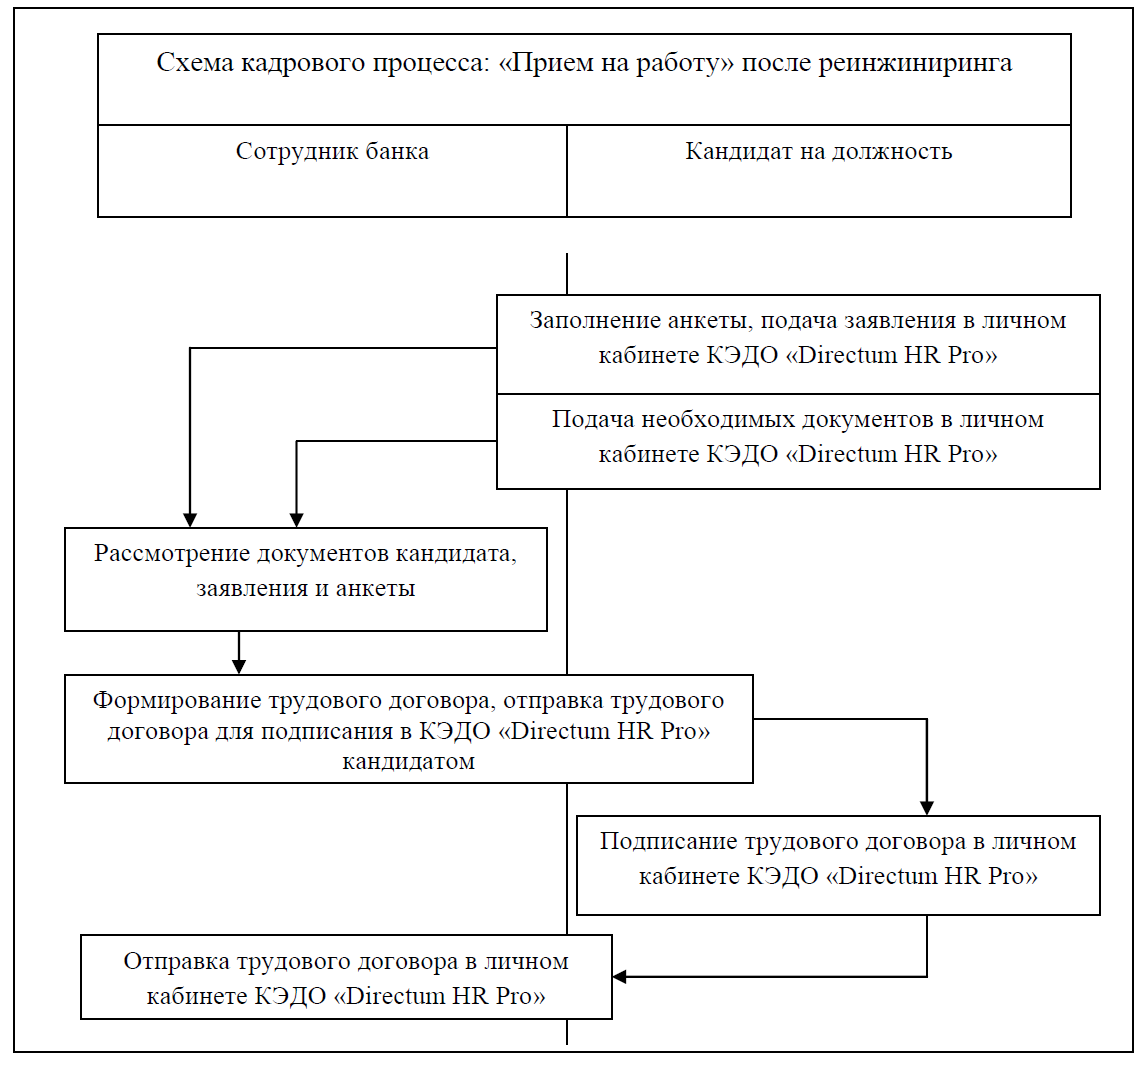 Схема кадрового процесса: «Прием на работу» после реинжиниринга
Сотрудник банка
Кандидат на должность
Заполнение анкеты, подача заявления в личном
кабинете КЭДО «Directum HR Pro»
Подача необходимых документов в личном
кабинете КЭДО «Directum HR Pro»
Рассмотрение документов кандидата,
заявления и анкеты
Формирование трудового договора, отправка трудового
договора для подписания в КЭДО «Directum HR Pro»
кандидатом
Подписание трудового договора в личном
кабинете КЭДО «Directum HR Pro»
Отправка трудового договора в личном
кабинете КЭДО «Directum HR Pro»